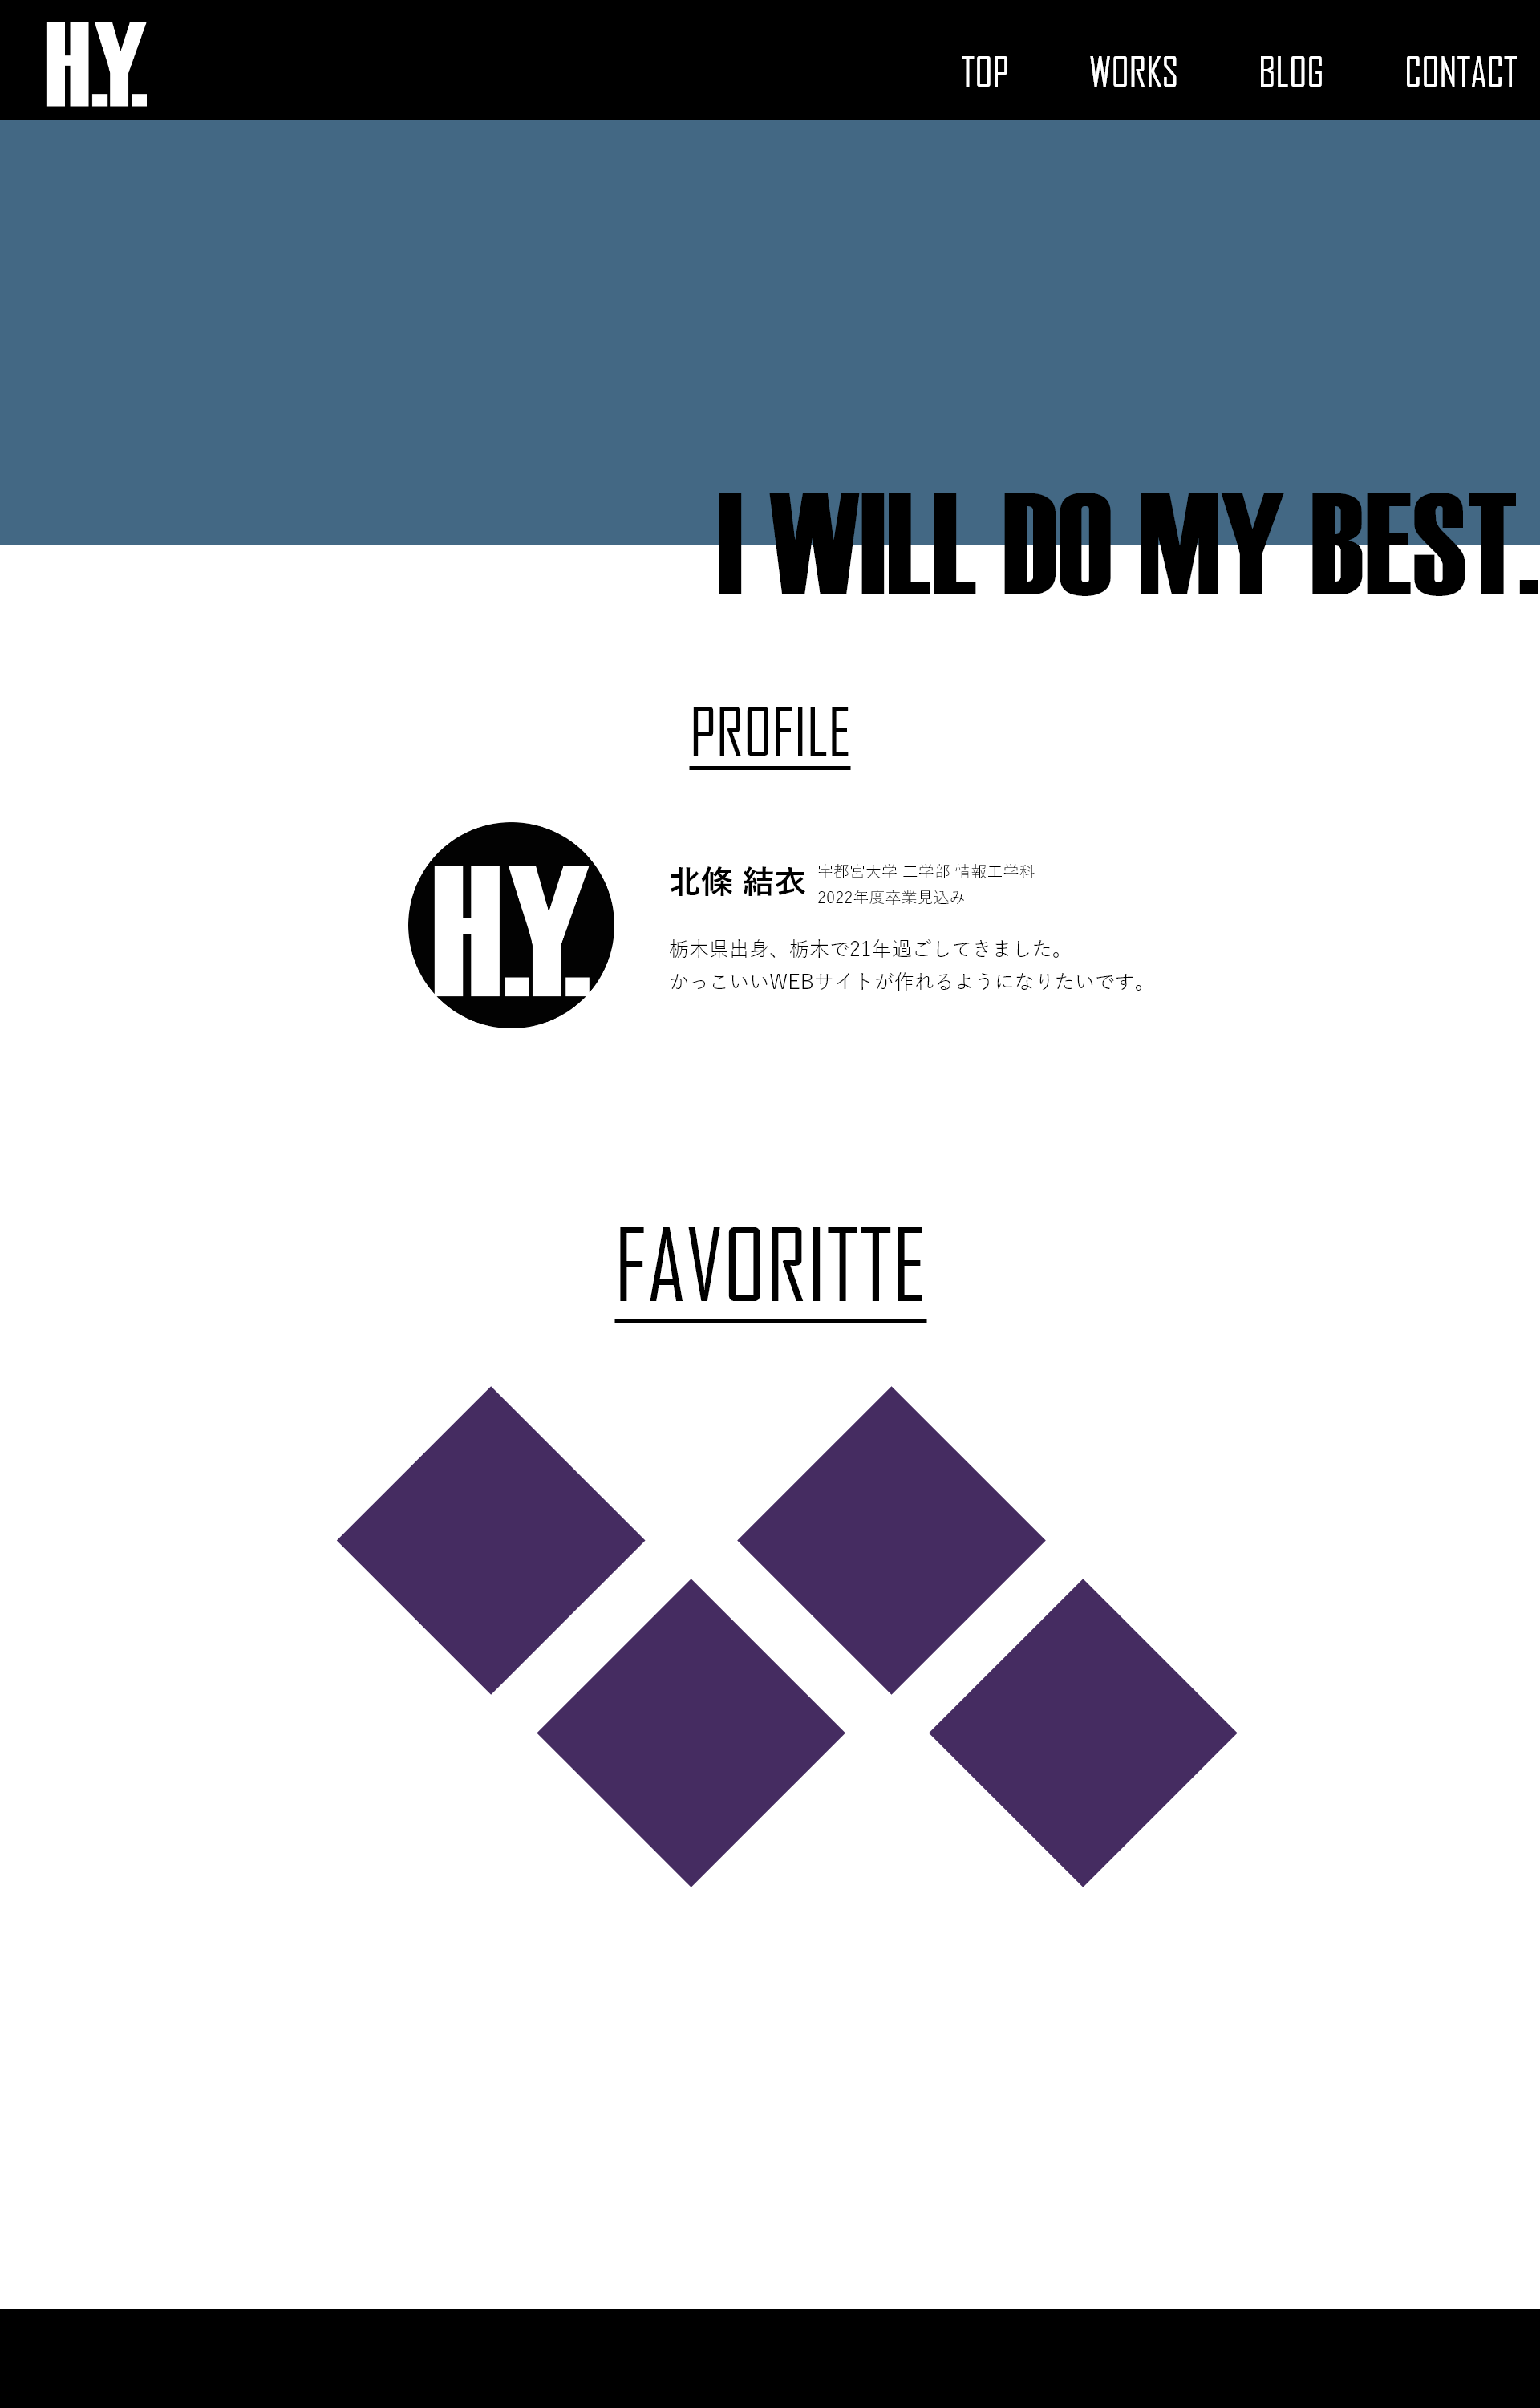 H.Y.
TOP WORKS BLOG CONTACT
I WILL DO MY BEST.
PROFILE
H.Y.
北條 結衣
宇都宮大学 工学部 情報工学科
2022年度卒業見込み
栃木県出身、栃木で21年過ごしてきました。
かっこいいWEBサイトが作れるようになりたいです。
FAVORITTE